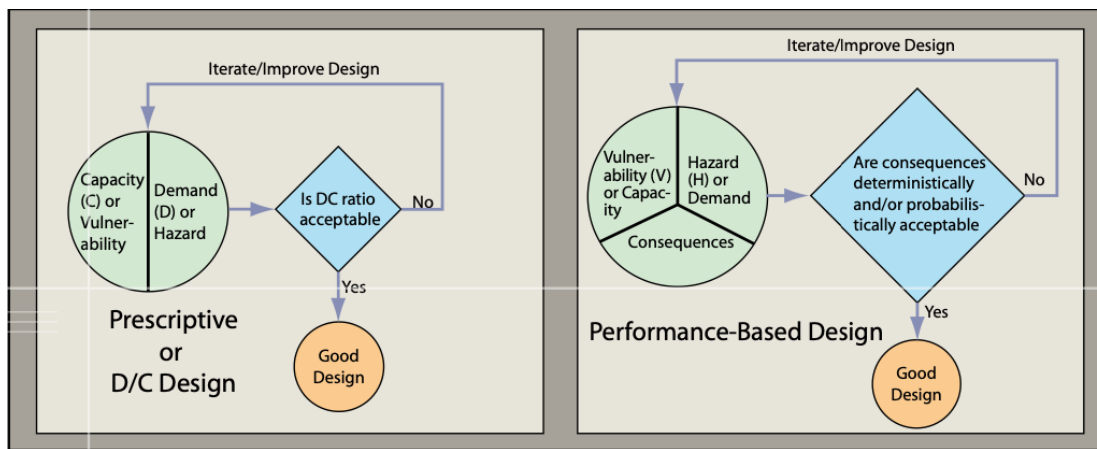 Iterate/Improve Design
Capacity
(C) or
Vulner-
ability
Demand
(D) or
Hazard
Is DC ratio
acceptable
No
Yes
Prescriptive
or
D/C Design
Good
Design
Iterate/Improve Design
Vulner-
ability (V)
or Capac-
ity
Hazard
(H) or
Demand
Consequences
Are consequences
deterministically
and/or probabilis-
tically acceptable
No
Yes
Performance-Based Design
Good
Design